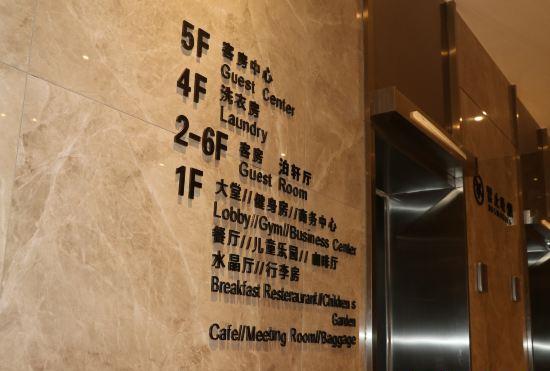 5F 客房中心
Guest Center
4F 洗衣房
Laundry
2-6F 客房 泊轩厅
Guest Room
1F 大堂//健身房//商务中心
Lobby//Gym//Business Center
餐厅//儿童乐园//咖啡厅
水晶厅//行李房
Breakfast Resteraurant//Children s
Garden
Cafe//Meeting Room//Baggage